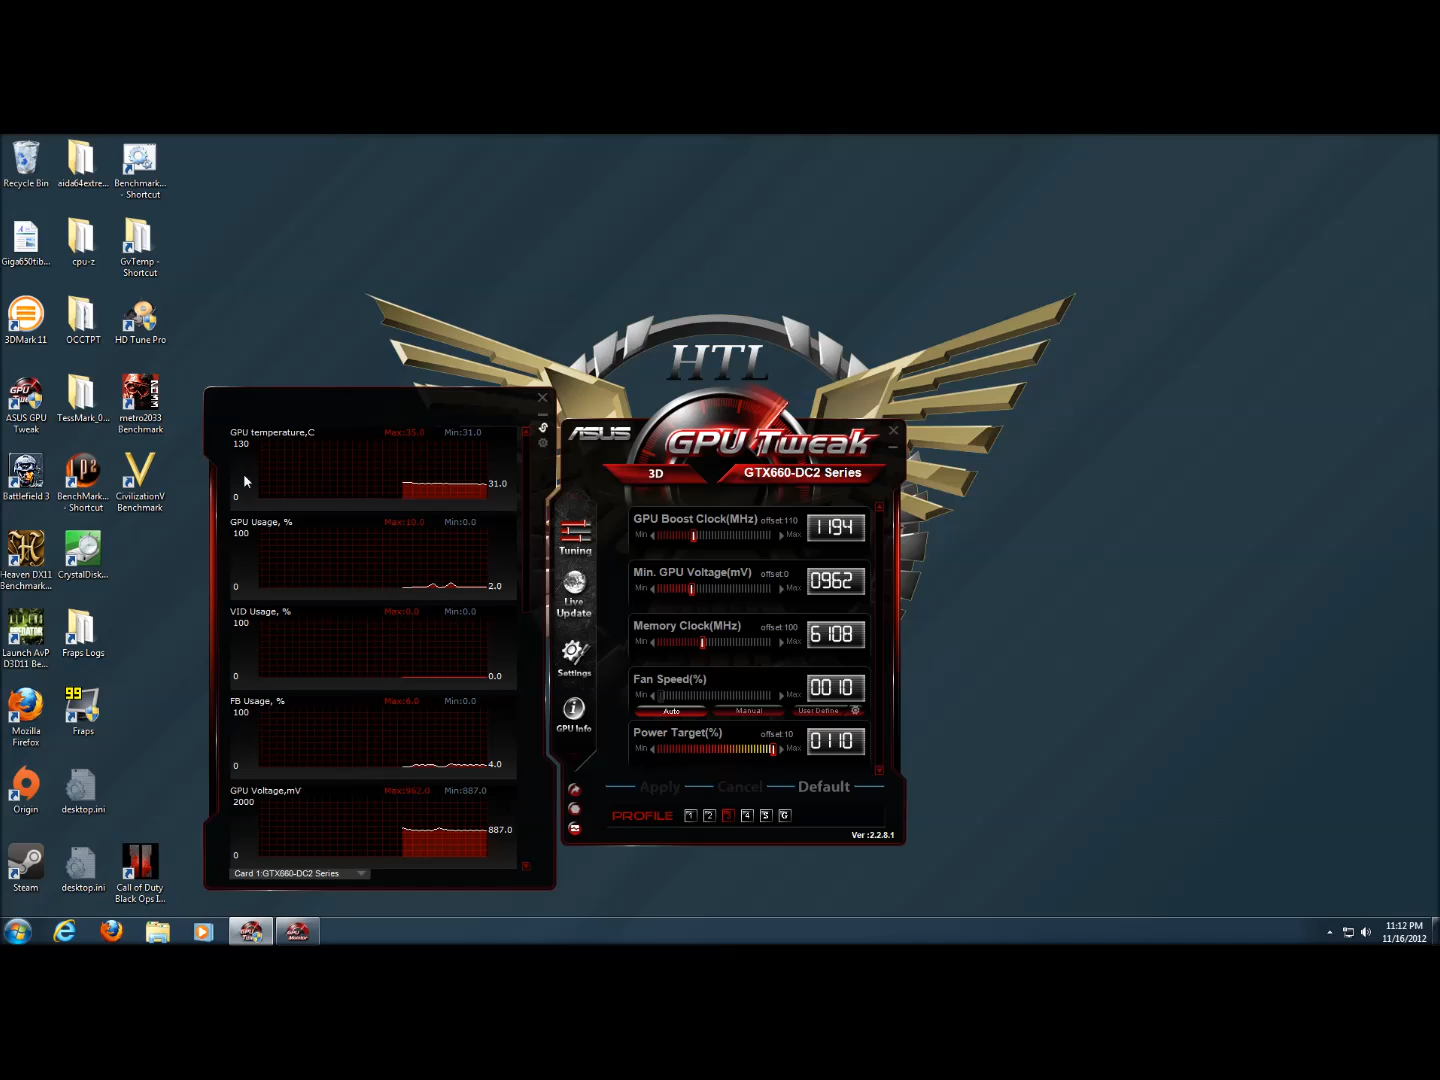 Recycle Bin
aida64extre...
Benchmark... - Shortcut
Giga650tib...
cpu-z
GvTemp - Shortcut
3DMark 11
OCCTPT
HD Tune Pro
ASUS GPU Tweak
TessMark_0...
metro2033 Benchmark
Battlefield 3
BenchMark... - Shortcut
CivilizationV Benchmark
Heaven DX11 Benchmark...
CrystalDisk...
Launch AvP D3D11 Be...
Fraps Logs
Mozilla Firefox
99
Fraps
Origin
desktop.ini
Steam
desktop.ini
Call of Duty Black Ops I...
HTL
GPU temperature,C Max:35.0 Min:31.0
130
0
31.0
GPU Usage, % Max:10.0 Min:0.0
100
0
2.0
VID Usage, % Max:0.0 Min:0.0
100
0
0.0
FB Usage, % Max:6.0 Min:0.0
100
0
4.0
GPU Voltage,mV Max:962.0 Min:887.0
2000
0
887.0
Card 1:GTX660-DC2 Series
ASUS GPU Tweak
3D GTX660-DC2 Series
Tuning
Live Update
Settings
GPU Info
GPU Boost Clock(MHz) offset:110 1194
Min Max
Min. GPU Voltage(mV) offset:0 0962
Min Max
Memory Clock(MHz) offset:100 6108
Min Max
Fan Speed(%) 0010
Min Max
Auto Manual User Define
Power Target(%) offset:10 0110
Min Max
Apply Cancel Default
PROFILE
Ver :2.2.8.1
11:12 PM
11/16/2012